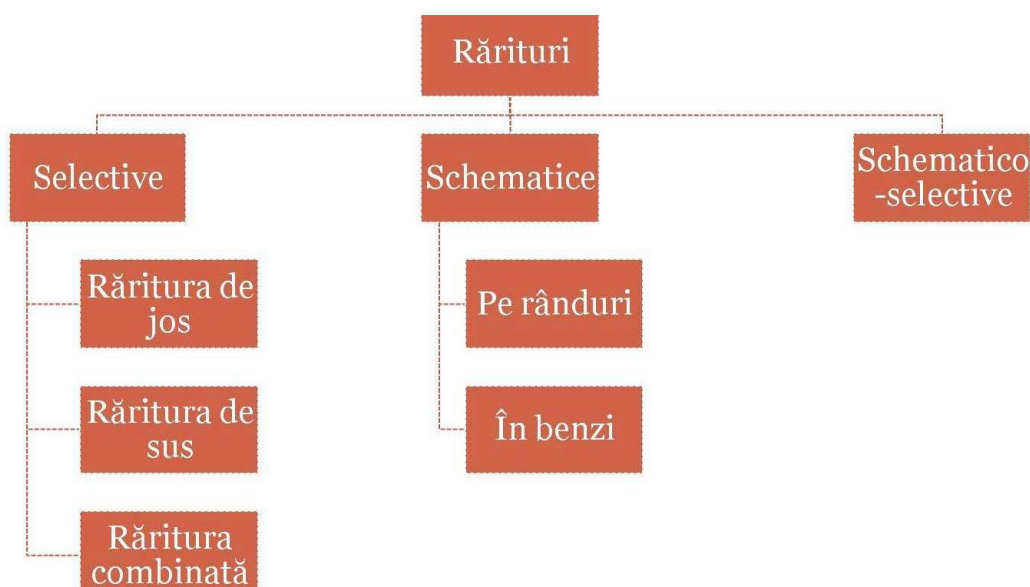 Rărituri
Selective
Schematice
Schematico
-selective
Răritura de
jos
Pe rânduri
Răritura de
sus
În benzi
Răritura
combinată